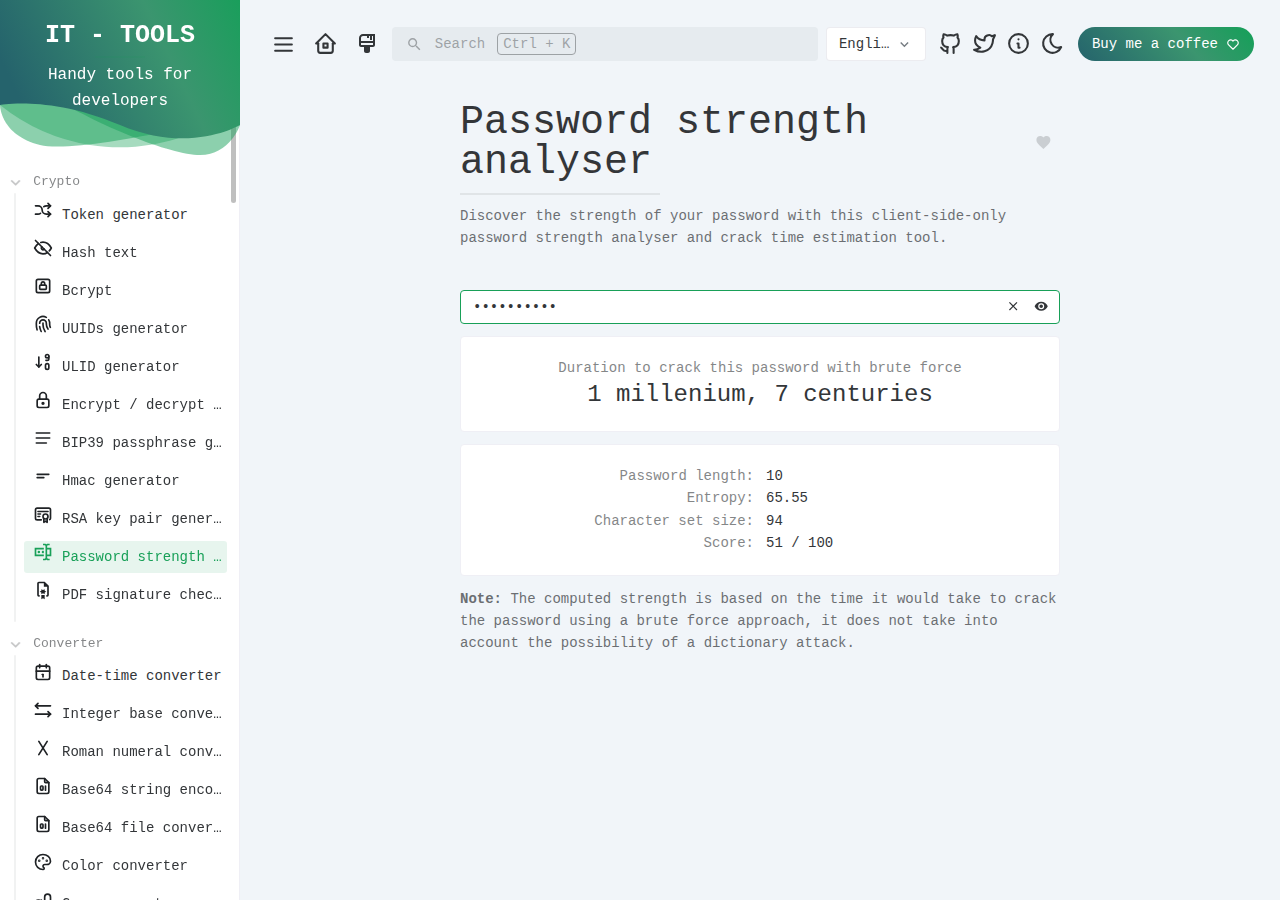 IT - TOOLS
Handy tools for
developers
Crypto
Token generator
Hash text
Bcrypt
UUIDs generator
ULID generator
Encrypt / decrypt …
BIP39 passphrase g…
Hmac generator
RSA key pair gener…
Password strength …
PDF signature chec…
Converter
Date-time converter
Integer base conve…
Roman numeral conv…
Base64 string enco…
Base64 file conver…
Color converter
Search Ctrl + K
Engli…
Buy me a coffee
Password strength
analyser
Discover the strength of your password with this client-side-only
password strength analyser and crack time estimation tool.
••••••••••
Duration to crack this password with brute force
1 millenium, 7 centuries
Password length: 10
Entropy: 65.55
Character set size: 94
Score: 51 / 100
Note: The computed strength is based on the time it would take to crack
the password using a brute force approach, it does not take into
account the possibility of a dictionary attack.